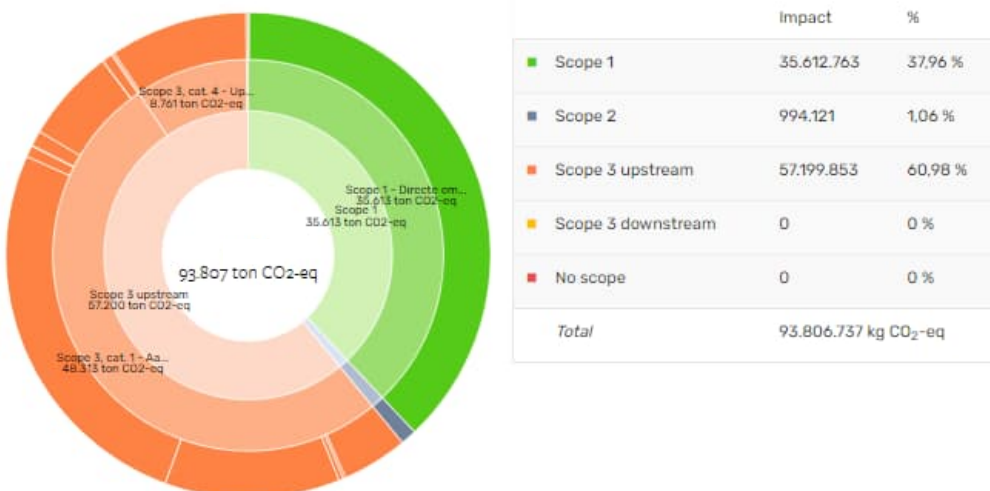 Scope 3, cat. 4 - Up...
8.761 ton CO2-eq
Scope 1 - Directe em...
35.613 ton CO2-eq
Scope 1
35.613 ton CO2-eq
93.807 ton CO2-eq
Scope 3 upstream
57.200 ton CO2-eq
Scope 3, cat. 1 - Aa...
48.313 ton CO2-eq
Impact %
Scope 1 35.612.763 37,96 %
Scope 2 994.121 1,06 %
Scope 3 upstream 57.199.853 60,98 %
Scope 3 downstream 0 0 %
No scope 0 0 %
Total 93.806.737 kg CO₂-eq